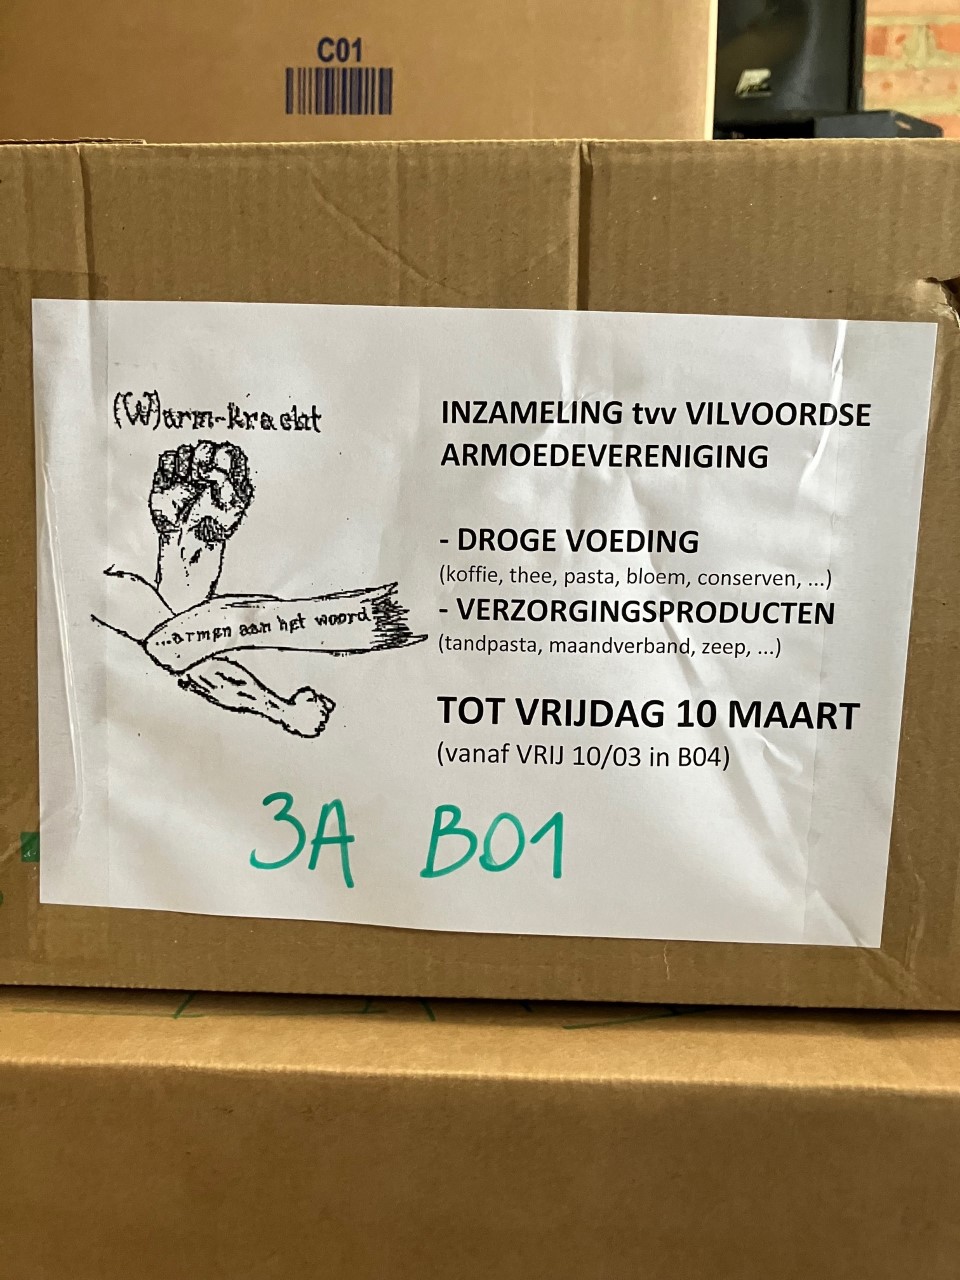 C01
(W)arm-kracht
...armen aan het woord
INZAMELING tvv VILVOORDSE
ARMOEDEVERENIGING
- DROGE VOEDING
(koffie, thee, pasta, bloem, conserven, ...)
- VERZORGINGSPRODUCTEN
(tandpasta, maandverband, zeep, ...)
TOT VRIJDAG 10 MAART
(vanaf VRIJ 10/03 in B04)
3A B01